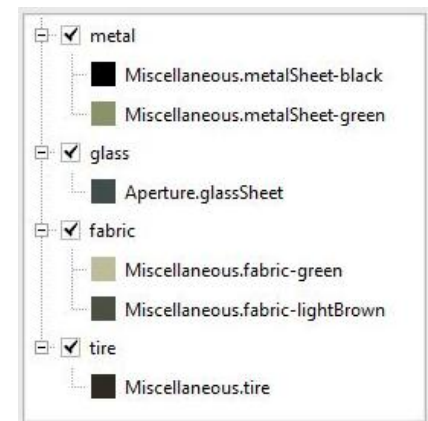 metal
Miscellaneous.metalSheet-black
Miscellaneous.metalSheet-green
glass
Aperture.glassSheet
fabric
Miscellaneous.fabric-green
Miscellaneous.fabric-lightBrown
tire
Miscellaneous.tire